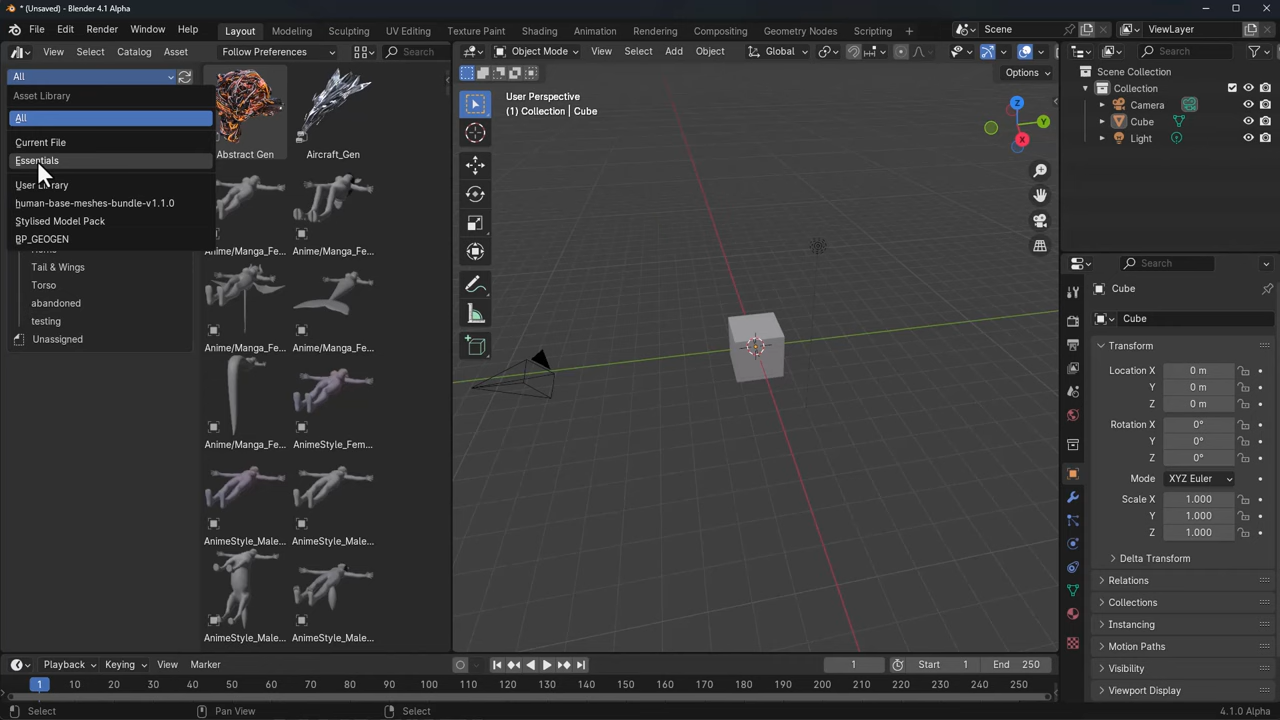 * (Unsaved) - Blender 4.1 Alpha
File Edit Render Window Help
Layout Modeling Sculpting UV Editing Texture Paint Shading Animation Rendering Compositing Geometry Nodes Scripting
Scene
ViewLayer
View Select Catalog Asset
Follow Preferences
Search
Object Mode
View Select Add Object
Global
Options
All
Asset Library
All
Current File
Essentials
User Library
human-base-meshes-bundle-v1.1.0
Stylised Model Pack
BP_GEOGEN
Tail & Wings
Torso
abandoned
testing
Unassigned
Abstract Gen
Aircraft_Gen
Anime/Manga_Fe...
Anime/Manga_Fe...
Anime/Manga_Fe...
Anime/Manga_Fe...
Anime/Manga_Fe...
AnimeStyle_Fem...
AnimeStyle_Male...
AnimeStyle_Male...
AnimeStyle_Male...
AnimeStyle_Male...
User Perspective
(1) Collection | Cube
Z
Y
X
Scene Collection
Collection
Camera
Cube
Light
Search
Cube
Cube
Transform
Location X 0 m
Y 0 m
Z 0 m
Rotation X 0°
Y 0°
Z 0°
Mode XYZ Euler
Scale X 1.000
Y 1.000
Z 1.000
Delta Transform
Relations
Collections
Instancing
Motion Paths
Visibility
Viewport Display
Playback Keying View Marker
1
Start 1
End 250
1 10 20 30 40 50 60 70 80 90 100 110 120 130 140 150 160 170 180 190 200 210 220 230 240 250
Select
Pan View
Select
4.1.0 Alpha